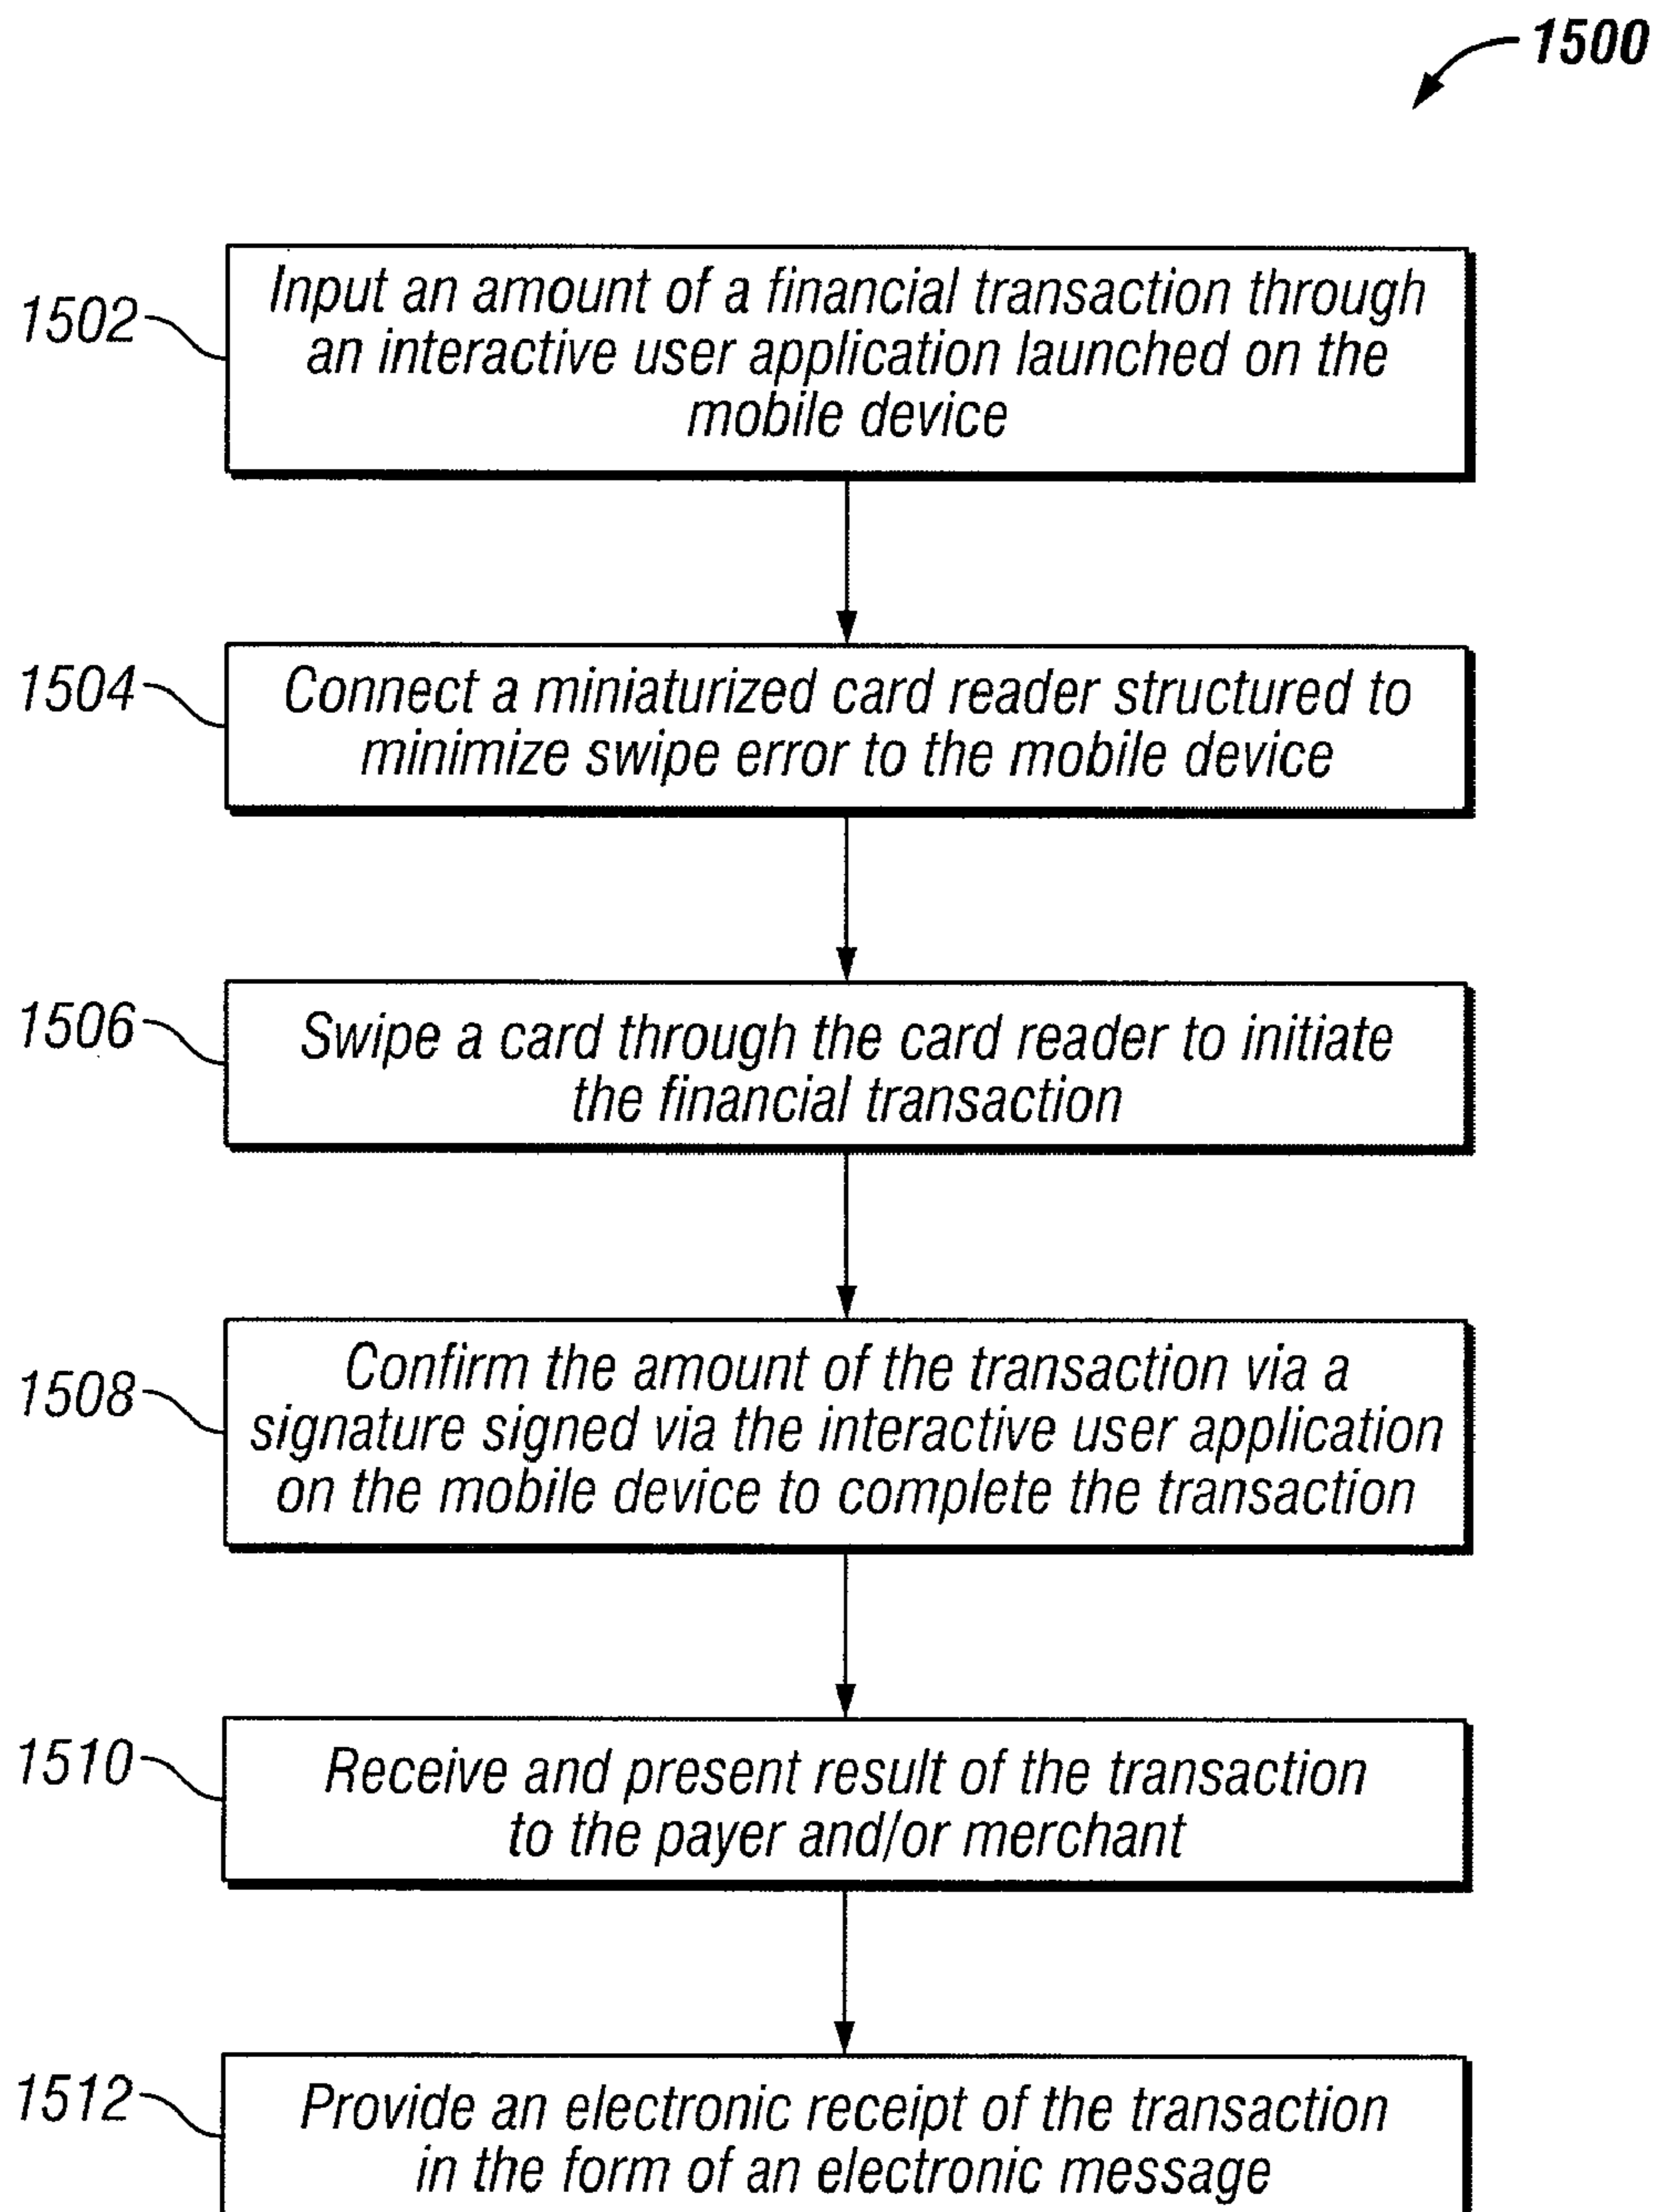 1500
1502
Input an amount of a financial transaction through
an interactive user application launched on the
mobile device
1504
Connect a miniaturized card reader structured to
minimize swipe error to the mobile device
1506
Swipe a card through the card reader to initiate
the financial transaction
1508
Confirm the amount of the transaction via a
signature signed via the interactive user application
on the mobile device to complete the transaction
1510
Receive and present result of the transaction
to the payer and/or merchant
1512
Provide an electronic receipt of the transaction
in the form of an electronic message